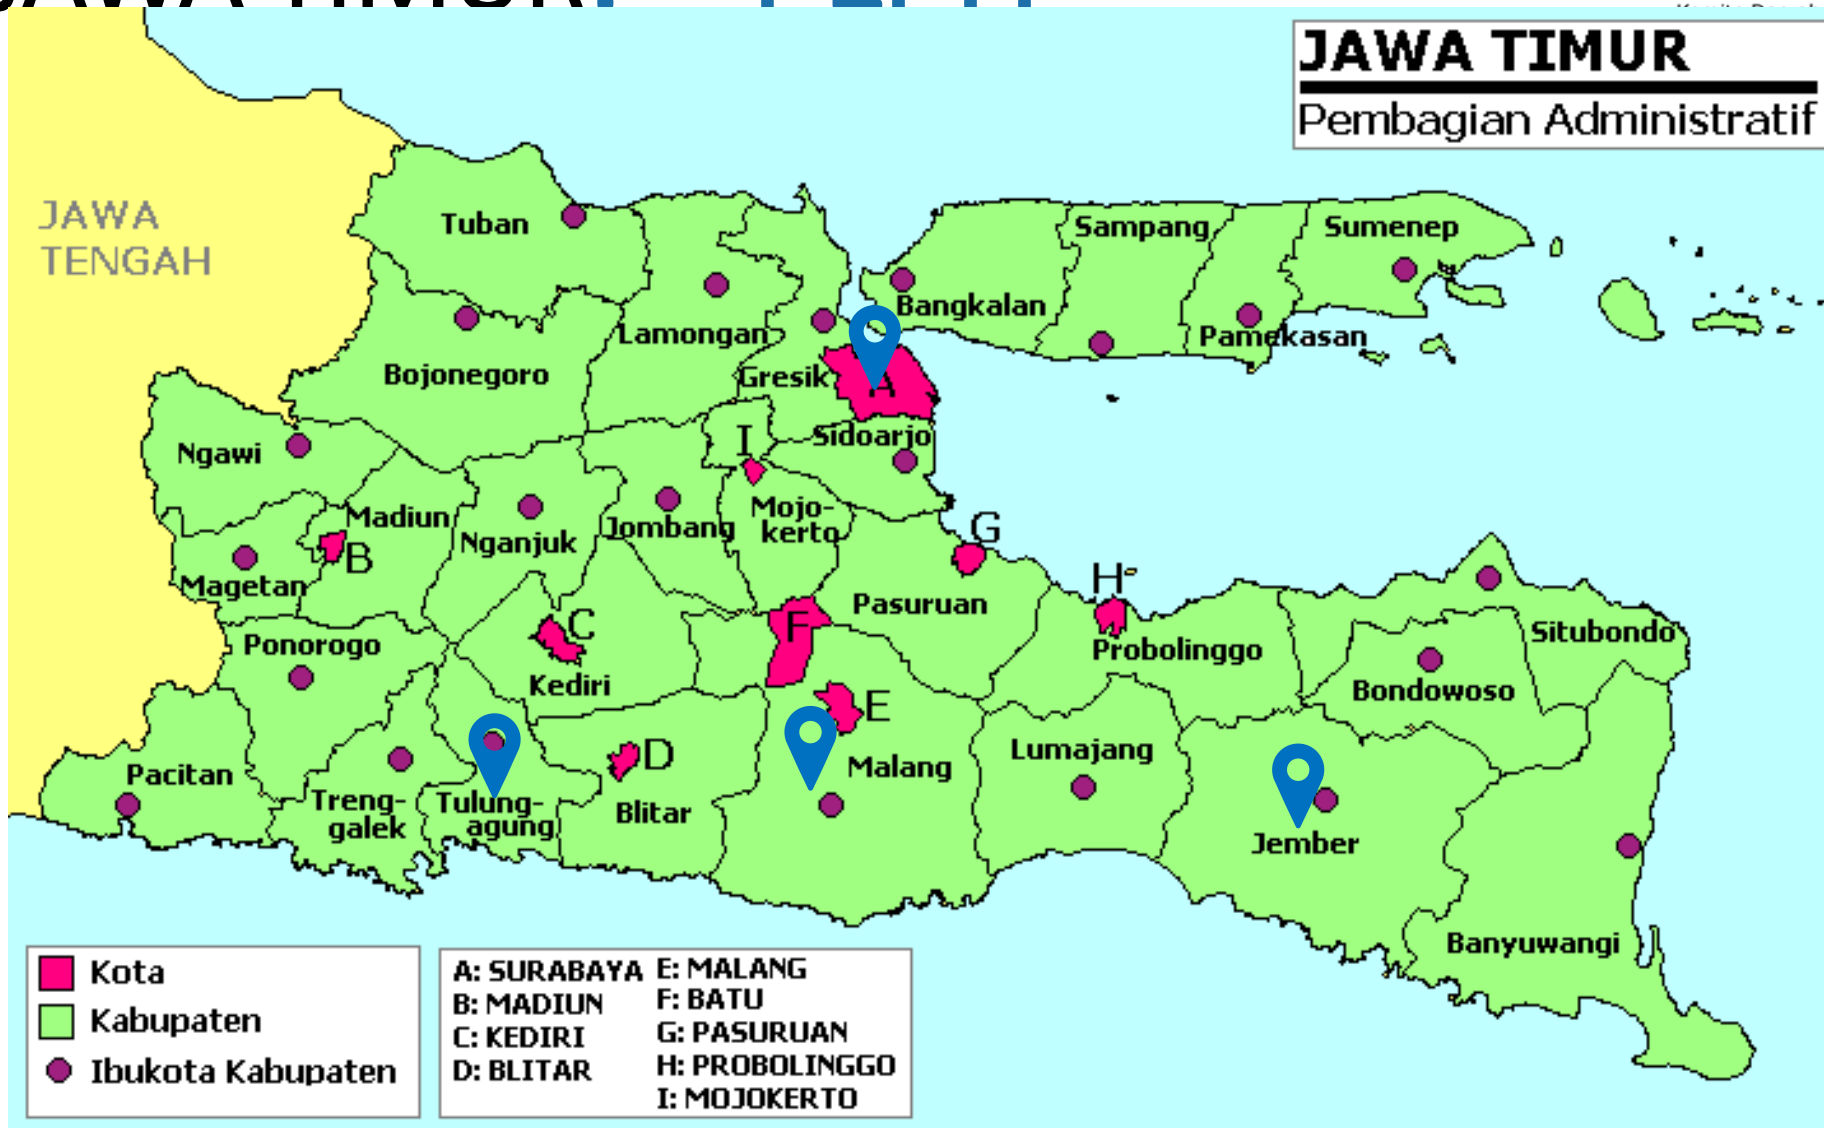 JAWA TIMUR
JAWA TIMUR
Pembagian Administratif
JAWA
TENGAH
Tuban
Sampang
Sumenep
Bangkalan
Lamongan
Pamekasan
Bojonegoro
Gresik
A
Ngawi
I
Sidoarjo
Madiun
Mojo-
kerto
Nganjuk
Jombang
G
B
Magetan
H
Pasuruan
C
F
Ponorogo
Probolinggo
Situbondo
Kediri
Bondowoso
E
D
Lumajang
Malang
Pacitan
Treng-
galek
Tulung-
agung
Blitar
Jember
Banyuwangi
Kota
Kabupaten
Ibukota Kabupaten
A: SURABAYA
B: MADIUN
C: KEDIRI
D: BLITAR
E: MALANG
F: BATU
G: PASURUAN
H: PROBOLINGGO
I: MOJOKERTO